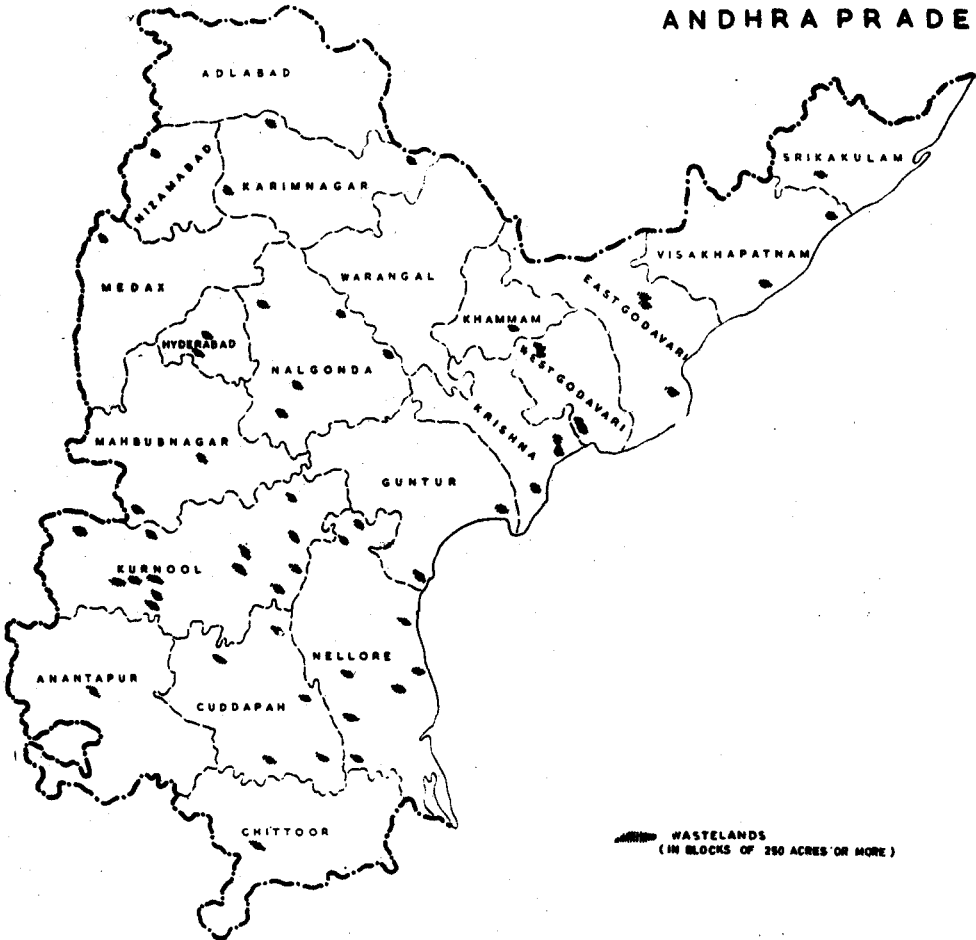 ANDHRA PRADE
ADLABAD
SRIKAKULAM
NIZAMABAD
KARIMNAGAR
VISAKHAPATNAM
WARANGAL
MEDAX
EAST GODAVARI
KHAMMAM
HYDERABAD
NALGONDA
WEST GODAVARI
KRISHNA
MAHBUBNAGAR
GUNTUR
KURNOOL
NELLORE
ANANTAPUR
CUDDAPAH
CHITTOOR
WASTELANDS
(IN BLOCKS OF 250 ACRES OR MORE)